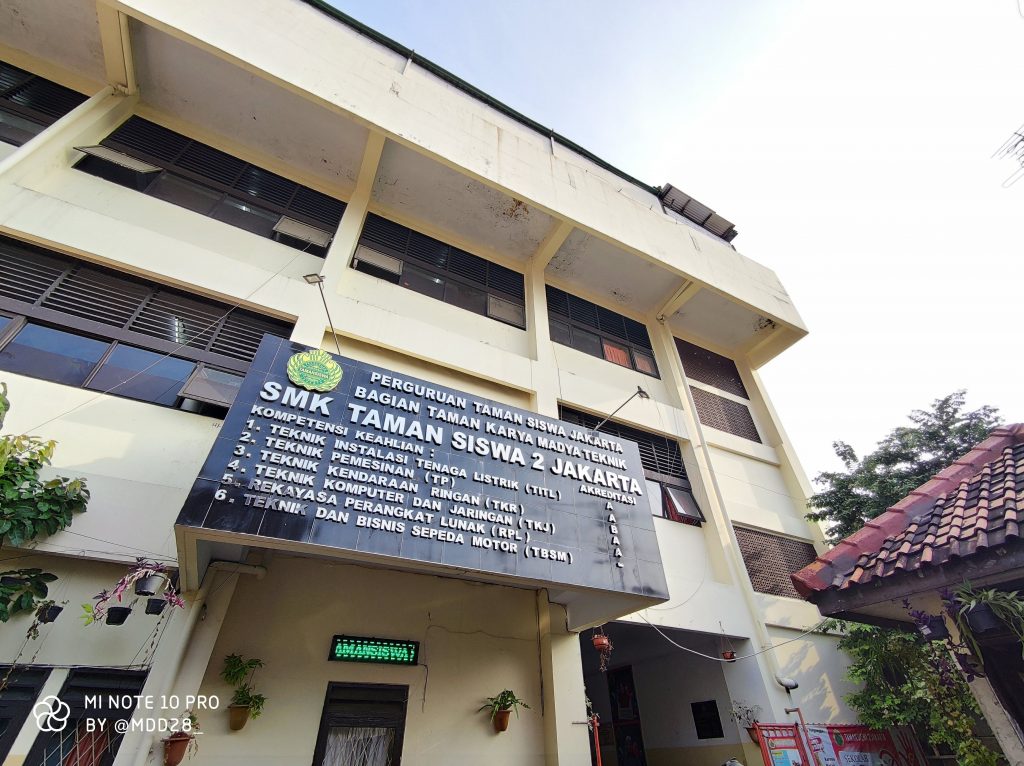 PERGURUAN TAMAN SISWA JAKARTA
BAGIAN TAMAN KARYA MADYA TEKNIK
SMK TAMAN SISWA 2 JAKARTA
KOMPETENSI KEAHLIAN :
AKREDITASI
1. TEKNIK INSTALASI TENAGA LISTRIK (TITL) A
2. TEKNIK PEMESINAN (TP) A
3. TEKNIK KENDARAAN RINGAN (TKR)
4. TEKNIK KOMPUTER DAN JARINGAN (TKJ)
5. REKAYASA PERANGKAT LUNAK (RPL)
6. TEKNIK DAN BISNIS SEPEDA MOTOR (TBSM)
AMANSISWA
MI NOTE 10 PRO
BY @MDD28_